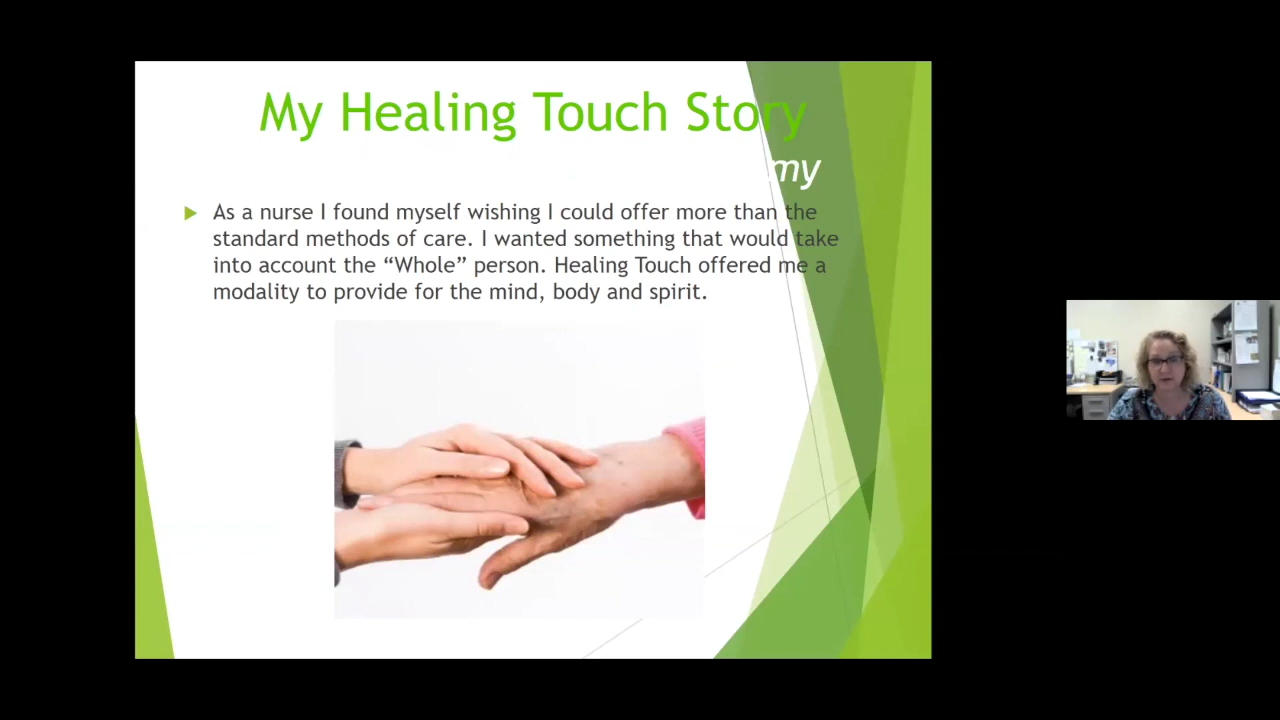 My Healing Touch Story
my
As a nurse I found myself wishing I could offer more than the
standard methods of care. I wanted something that would take
into account the “Whole” person. Healing Touch offered me a
modality to provide for the mind, body and spirit.